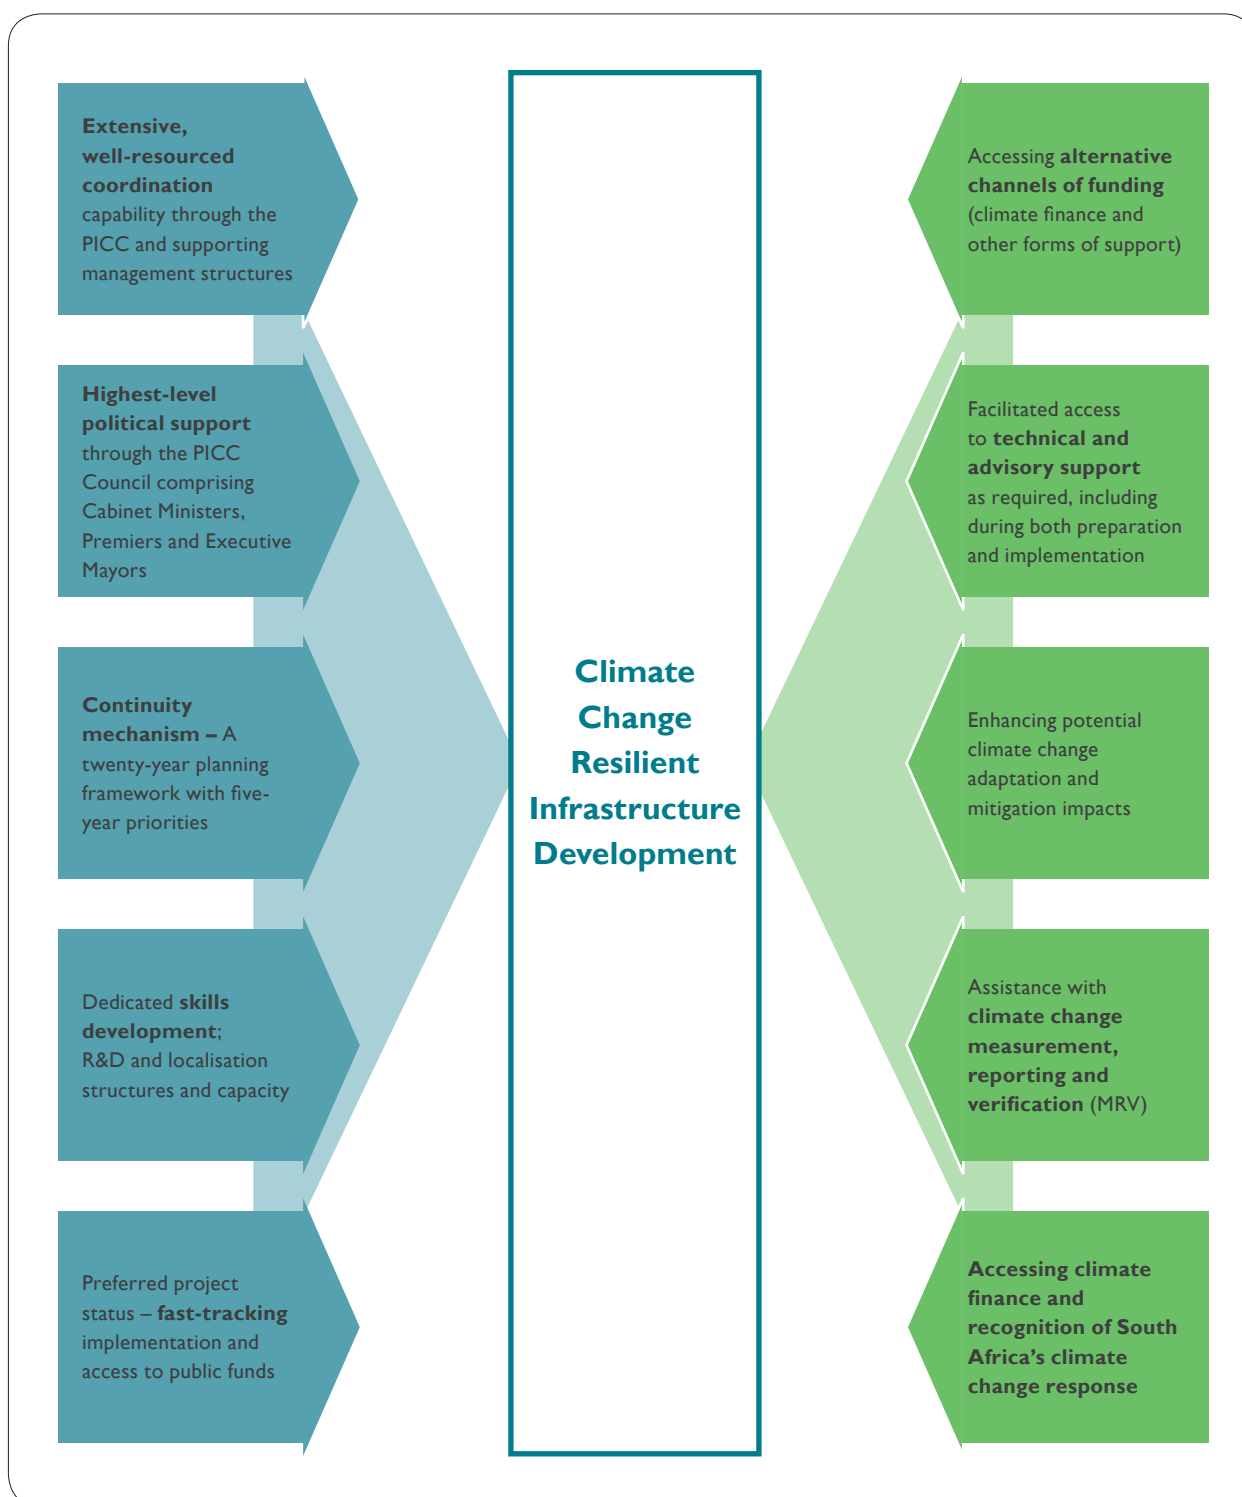 Extensive,
well-resourced
coordination
capability through the
PICC and supporting
management structures
Highest-level
political support
through the PICC
Council comprising
Cabinet Ministers,
Premiers and Executive
Mayors
Continuity
mechanism – A
twenty-year planning
framework with five-
year priorities
Dedicated skills
development;
R&D and localisation
structures and capacity
Preferred project
status – fast-tracking
implementation and
access to public funds
Climate
Change
Resilient
Infrastructure
Development
Accessing alternative
channels of funding
(climate finance and
other forms of support)
Facilitated access
to technical and
advisory support
as required, including
during both preparation
and implementation
Enhancing potential
climate change
adaptation and
mitigation impacts
Assistance with
climate change
measurement,
reporting and
verification (MRV)
Accessing climate
finance and
recognition of South
Africa’s climate
change response